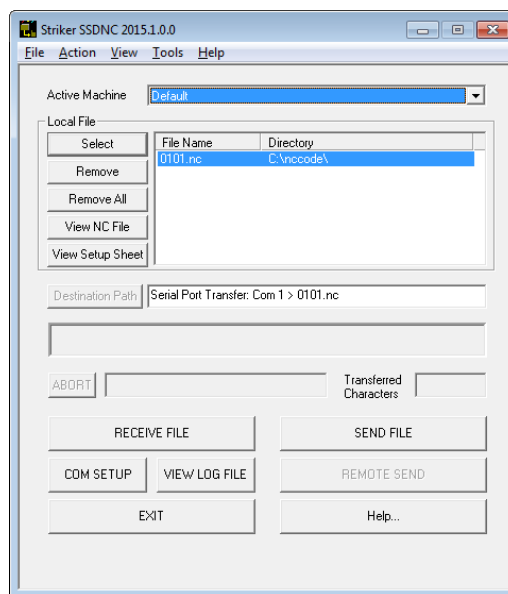 Striker SSDNC 2015.1.0.0
File Action View Tools Help
Active Machine Default
Local File
Select File Name Directory
0101.nc C:\nccode\
Remove
Remove All
View NC File
View Setup Sheet
Destination Path Serial Port Transfer: Com 1 > 0101.nc
ABORT Transferred
Characters
RECEIVE FILE SEND FILE
COM SETUP VIEW LOG FILE REMOTE SEND
EXIT Help...